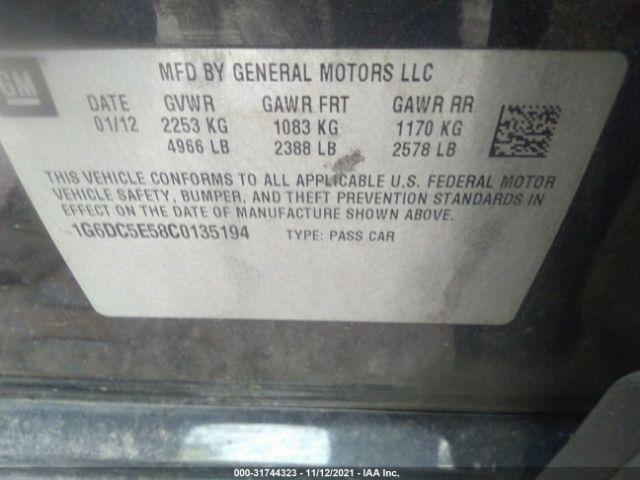 GM
MFD BY GENERAL MOTORS LLC
DATE GVWR GAWR FRT GAWR RR
01/12 2253 KG 1083 KG 1170 KG
4966 LB 2388 LB 2578 LB
THIS VEHICLE CONFORMS TO ALL APPLICABLE U.S. FEDERAL MOTOR
VEHICLE SAFETY, BUMPER, AND THEFT PREVENTION STANDARDS IN
EFFECT ON THE DATE OF MANUFACTURE SHOWN ABOVE.
1G6DC5E58C0135194 TYPE: PASS CAR
000-31744323 - 11/12/2021 - IAA Inc.